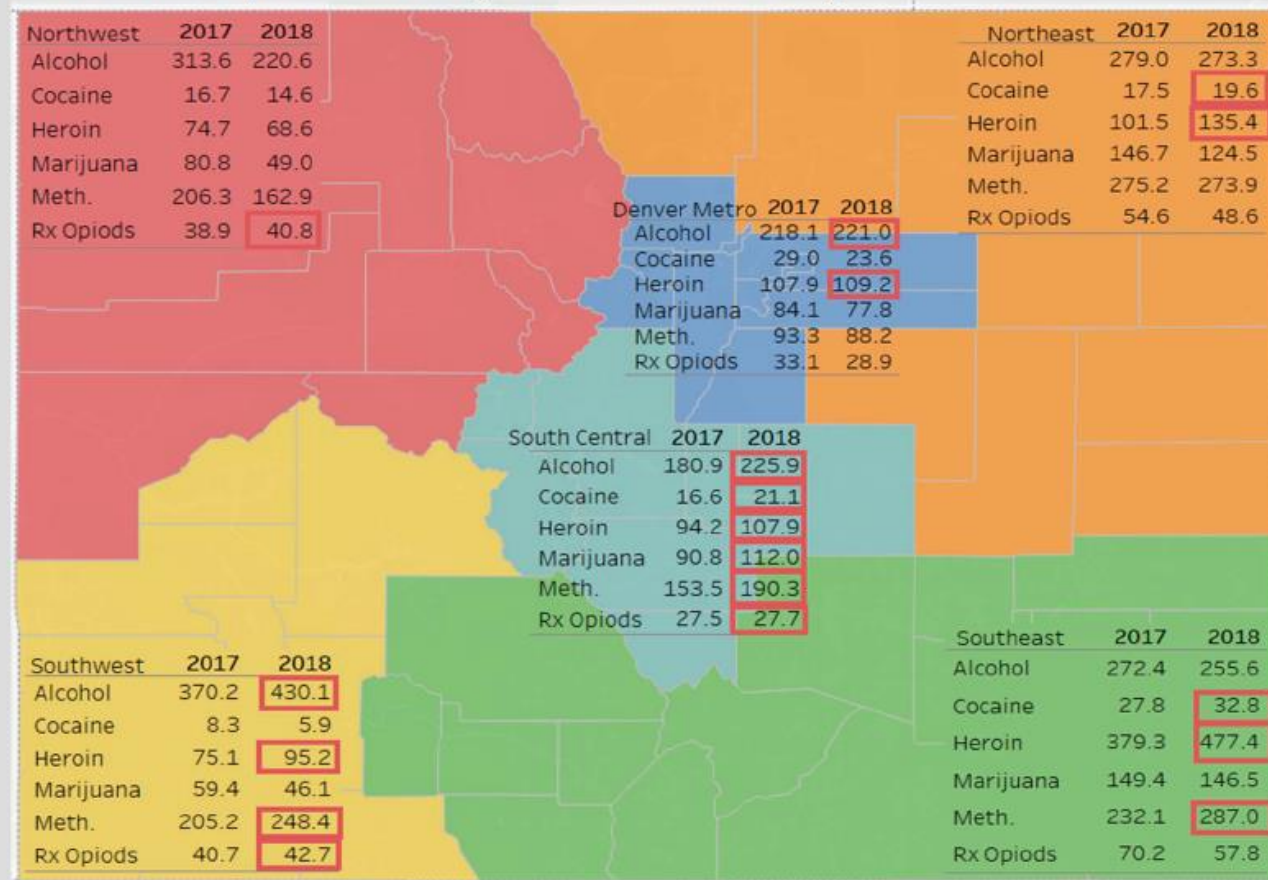 Northwest 2017 2018
Alcohol 313.6 220.6
Cocaine 16.7 14.6
Heroin 74.7 68.6
Marijuana 80.8 49.0
Meth. 206.3 162.9
Rx Opiods 38.9 40.8
Northeast 2017 2018
Alcohol 279.0 273.3
Cocaine 17.5 19.6
Heroin 101.5 135.4
Marijuana 146.7 124.5
Meth. 275.2 273.9
Rx Opiods 54.6 48.6
Denver Metro 2017 2018
Alcohol 218.1 221.0
Cocaine 29.0 23.6
Heroin 107.9 109.2
Marijuana 84.1 77.8
Meth. 93.3 88.2
Rx Opiods 33.1 28.9
South Central 2017 2018
Alcohol 180.9 225.9
Cocaine 16.6 21.1
Heroin 94.2 107.9
Marijuana 90.8 112.0
Meth. 153.5 190.3
Rx Opiods 27.5 27.7
Southwest 2017 2018
Alcohol 370.2 430.1
Cocaine 8.3 5.9
Heroin 75.1 95.2
Marijuana 59.4 46.1
Meth. 205.2 248.4
Rx Opiods 40.7 42.7
Southeast 2017 2018
Alcohol 272.4 255.6
Cocaine 27.8 32.8
Heroin 379.3 477.4
Marijuana 149.4 146.5
Meth. 232.1 287.0
Rx Opiods 70.2 57.8